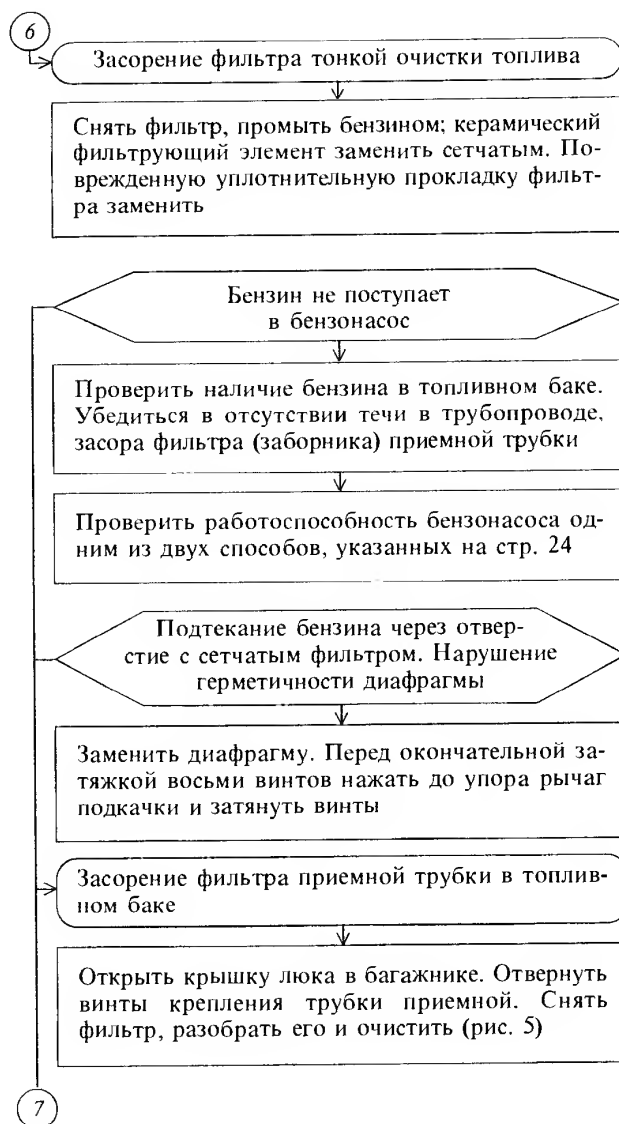 6
Засорение фильтра тонкой очистки топлива
Снять фильтр, промыть бензином; керамический
фильтрующий элемент заменить сетчатым. По-
врежденную уплотнительную прокладку фильт-
ра заменить
Бензин не поступает
в бензонасос
Проверить наличие бензина в топливном баке.
Убедиться в отсутствии течи в трубопроводе,
засора фильтра (заборника) приемной трубки
Проверить работоспособность бензонасоса од-
ним из двух способов, указанных на стр. 24
Подтекание бензина через отвер-
стие с сетчатым фильтром. Нарушение
герметичности диафрагмы
Заменить диафрагму. Перед окончательной за-
тяжкой восьми винтов нажать до упора рычаг
подкачки и затянуть винты
Засорение фильтра приемной трубки в топлив-
ном баке
Открыть крышку люка в багажнике. Отвернуть
винты крепления трубки приемной. Снять
фильтр, разобрать его и очистить (рис. 5)
7